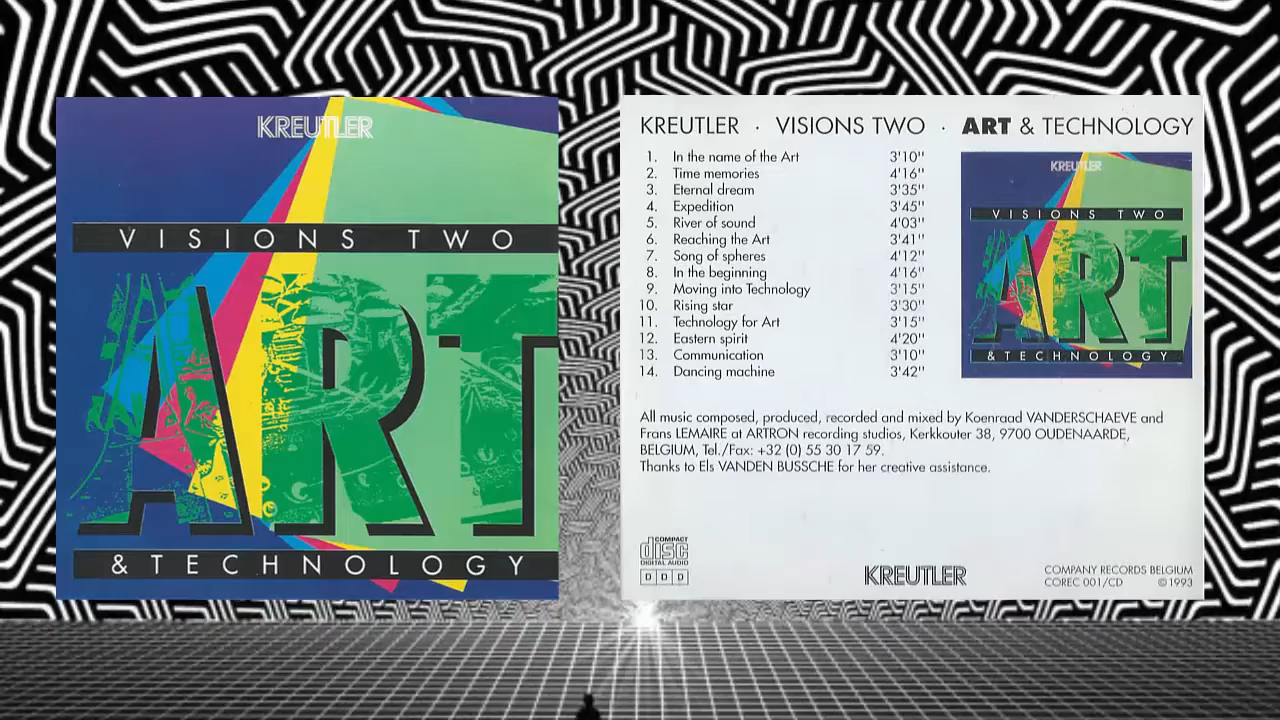 KREUTLER
VISIONS TWO
ART
& TECHNOLOGY
KREUTLER · VISIONS TWO · ART & TECHNOLOGY
1. In the name of the Art 3'10''
2. Time memories 4'16''
3. Eternal dream 3'35''
4. Expedition 3'45''
5. River of sound 4'03''
6. Reaching the Art 3'41''
7. Song of spheres 4'12''
8. In the beginning 4'16''
9. Moving into Technology 3'15''
10. Rising star 3'30''
11. Technology for Art 3'15''
12. Eastern spirit 4'20''
13. Communication 3'10''
14. Dancing machine 3'42''
KREUTLER
VISIONS TWO
ART
& TECHNOLOGY
All music composed, produced, recorded and mixed by Koenraad VANDERSCHAEVE and
Frans LEMAIRE at ARTRON recording studios, Kerkkouter 38, 9700 OUDENAARDE,
BELGIUM, Tel./Fax: +32 (0) 55 30 17 59.
Thanks to Els VANDEN BUSSCHE for her creative assistance.
COMPACT
disc
DIGITAL AUDIO
D D D
KREUTLER
COMPANY RECORDS BELGIUM
COREC 001/CD ©1993